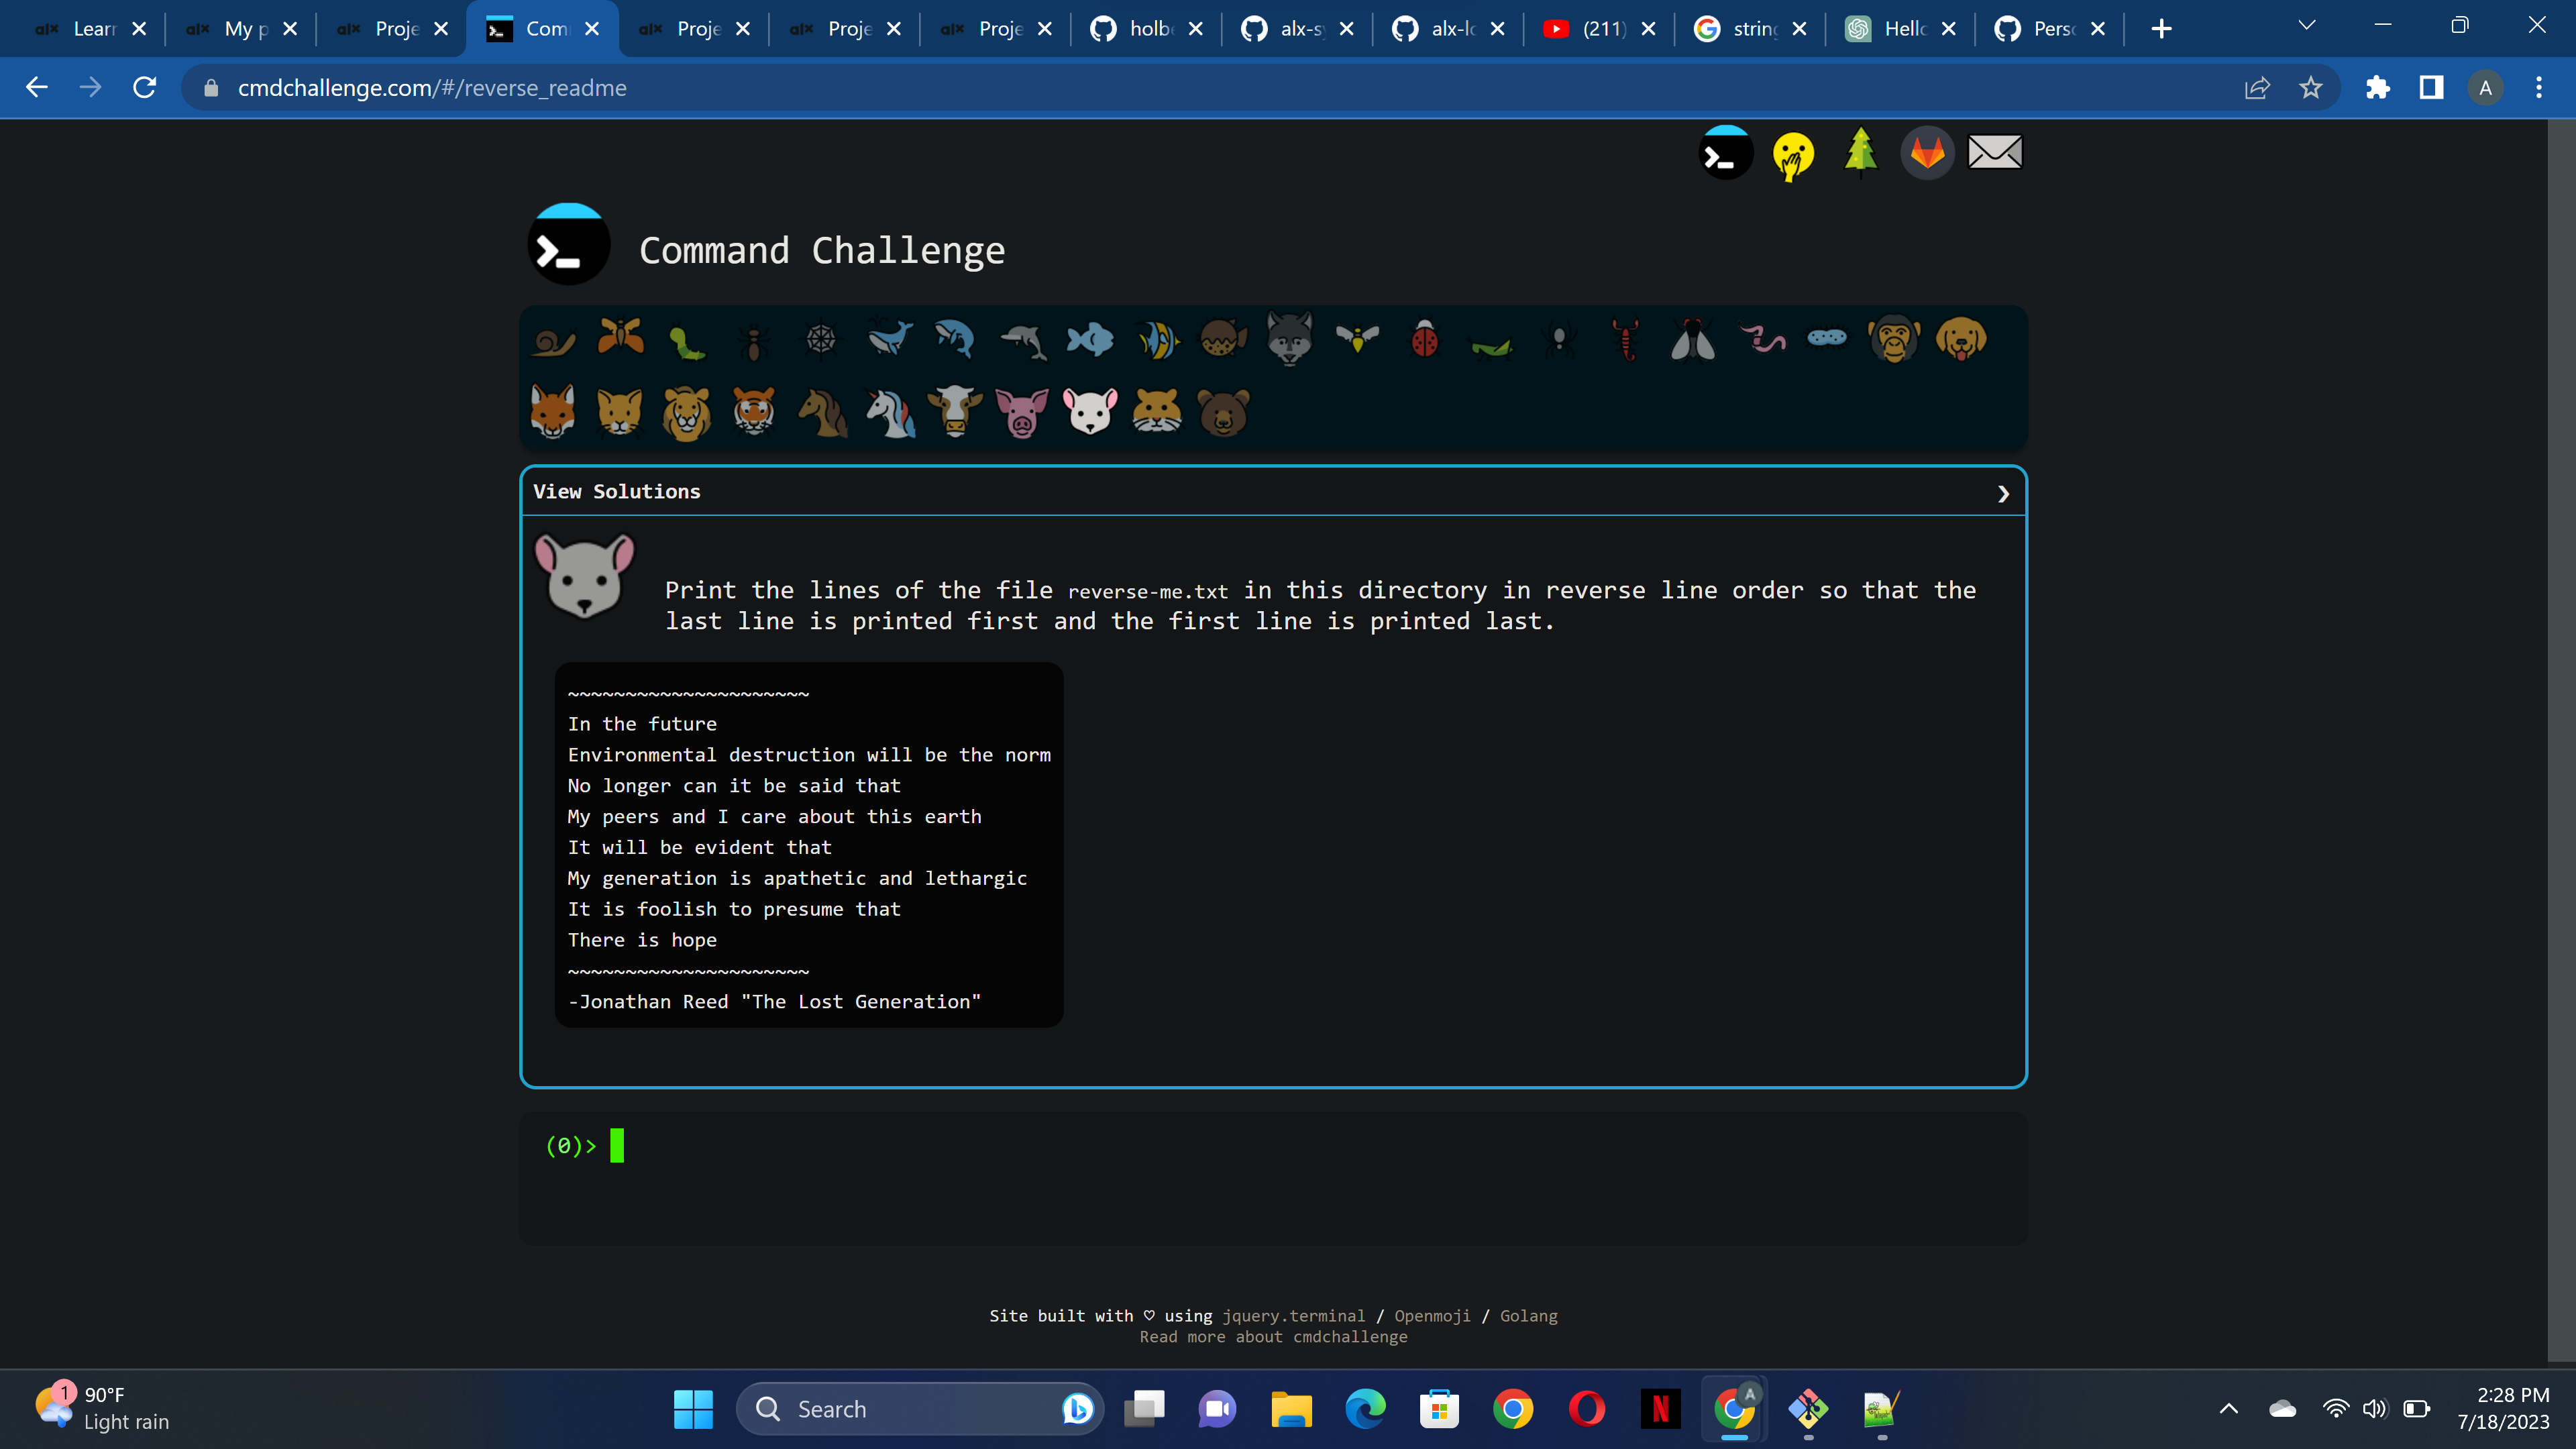 alx Learn
alx My p
alx Proje
Com
alx Proje
alx Proje
alx Proje
holb
alx-s
alx-lo
(211)
string
Hello
Perso
cmdchallenge.com/#/reverse_readme
A
Command Challenge
View Solutions
Print the lines of the file reverse-me.txt in this directory in reverse line order so that the
last line is printed first and the first line is printed last.
~~~~~~~~~~~~~~~~~~~~~
In the future
Environmental destruction will be the norm
No longer can it be said that
My peers and I care about this earth
It will be evident that
My generation is apathetic and lethargic
It is foolish to presume that
There is hope
~~~~~~~~~~~~~~~~~~~~~
-Jonathan Reed "The Lost Generation"
(0)>
Site built with ♡ using jquery.terminal / Openmoji / Golang
Read more about cmdchallenge
1
90°F
Light rain
Search
N
A
2:28 PM
7/18/2023